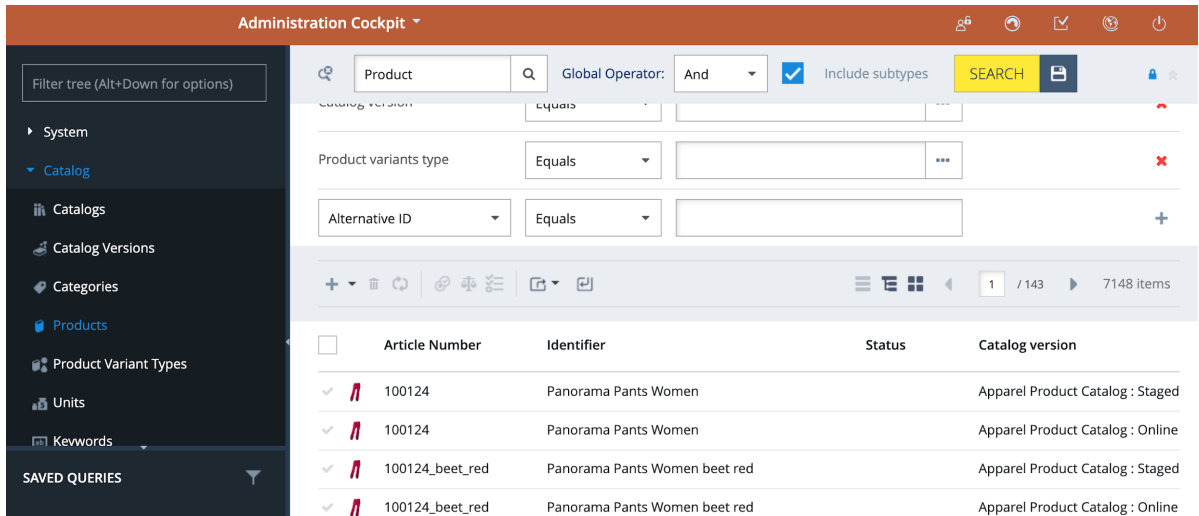 Administration Cockpit
Filter tree (Alt+Down for options)
System
Catalog
Catalogs
Catalog Versions
Categories
Products
Product Variant Types
Units
Keywords
SAVED QUERIES
Product Global Operator: And Include subtypes SEARCH
Catalog version Equals
Product variants type Equals
Alternative ID Equals
1 / 143 7148 items
Article Number Identifier Status Catalog version
100124 Panorama Pants Women Apparel Product Catalog : Staged
100124 Panorama Pants Women Apparel Product Catalog : Online
100124_beet_red Panorama Pants Women beet red Apparel Product Catalog : Staged
100124_beet_red Panorama Pants Women beet red Apparel Product Catalog : Online